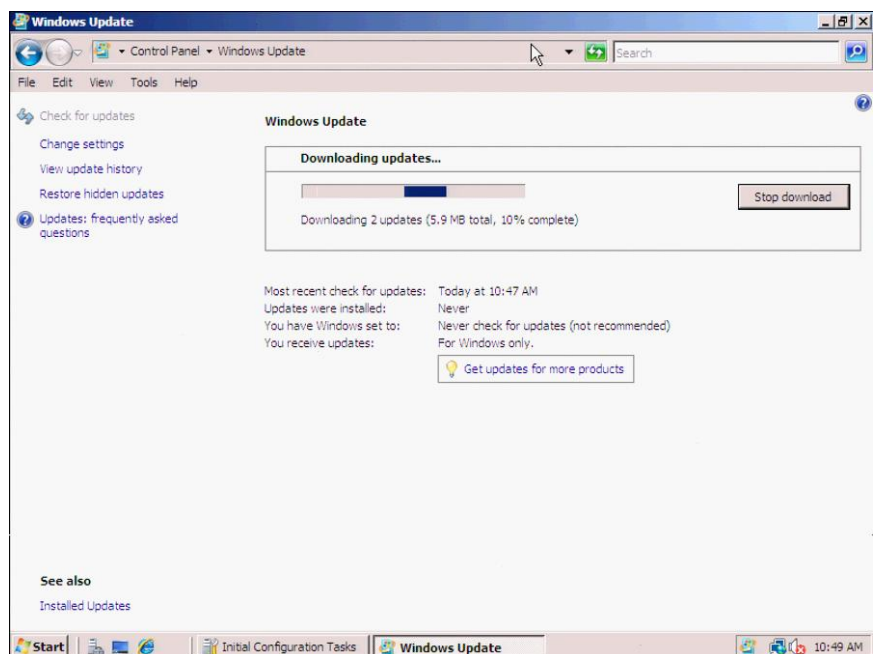 Windows Update
Control Panel ▾ Windows Update
Search
File Edit View Tools Help
Check for updates
Change settings
View update history
Restore hidden updates
Updates: frequently asked
questions
Windows Update
Downloading updates...
Stop download
Downloading 2 updates (5.9 MB total, 10% complete)
Most recent check for updates: Today at 10:47 AM
Updates were installed: Never
You have Windows set to: Never check for updates (not recommended)
You receive updates: For Windows only.
Get updates for more products
See also
Installed Updates
Start Initial Configuration Tasks Windows Update 10:49 AM